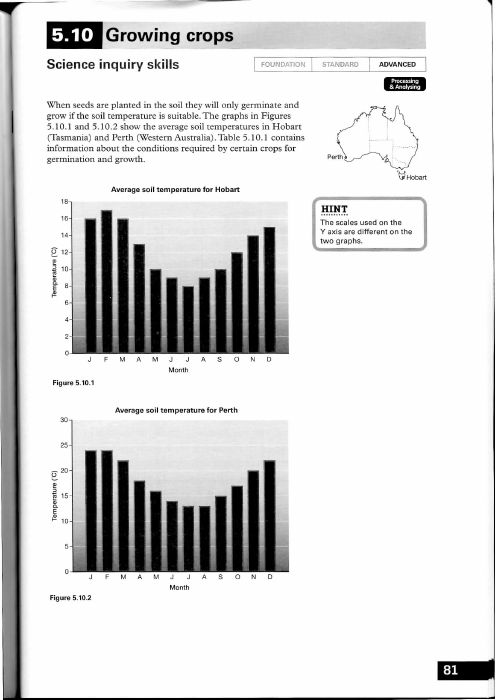 5.10 Growing crops
Science inquiry skills
FOUNDATION STANDARD ADVANCED
Processing
& Analysing
When seeds are planted in the soil they will only germinate and
grow if the soil temperature is suitable. The graphs in Figures
5.10.1 and 5.10.2 show the average soil temperatures in Hobart
(Tasmania) and Perth (Western Australia). Table 5.10.1 contains
information about the conditions required by certain crops for
germination and growth.
Perth
Hobart
HINT
The scales used on the
Y axis are different on the
two graphs.
Average soil temperature for Hobart
Temperature (°C)
18
16
14
12
10
8
6
4
2
0
J F M A M J J A S O N D
Month
Figure 5.10.1
Average soil temperature for Perth
Temperature (°C)
30
25
20
15
10
5
0
J F M A M J J A S O N D
Month
Figure 5.10.2
81